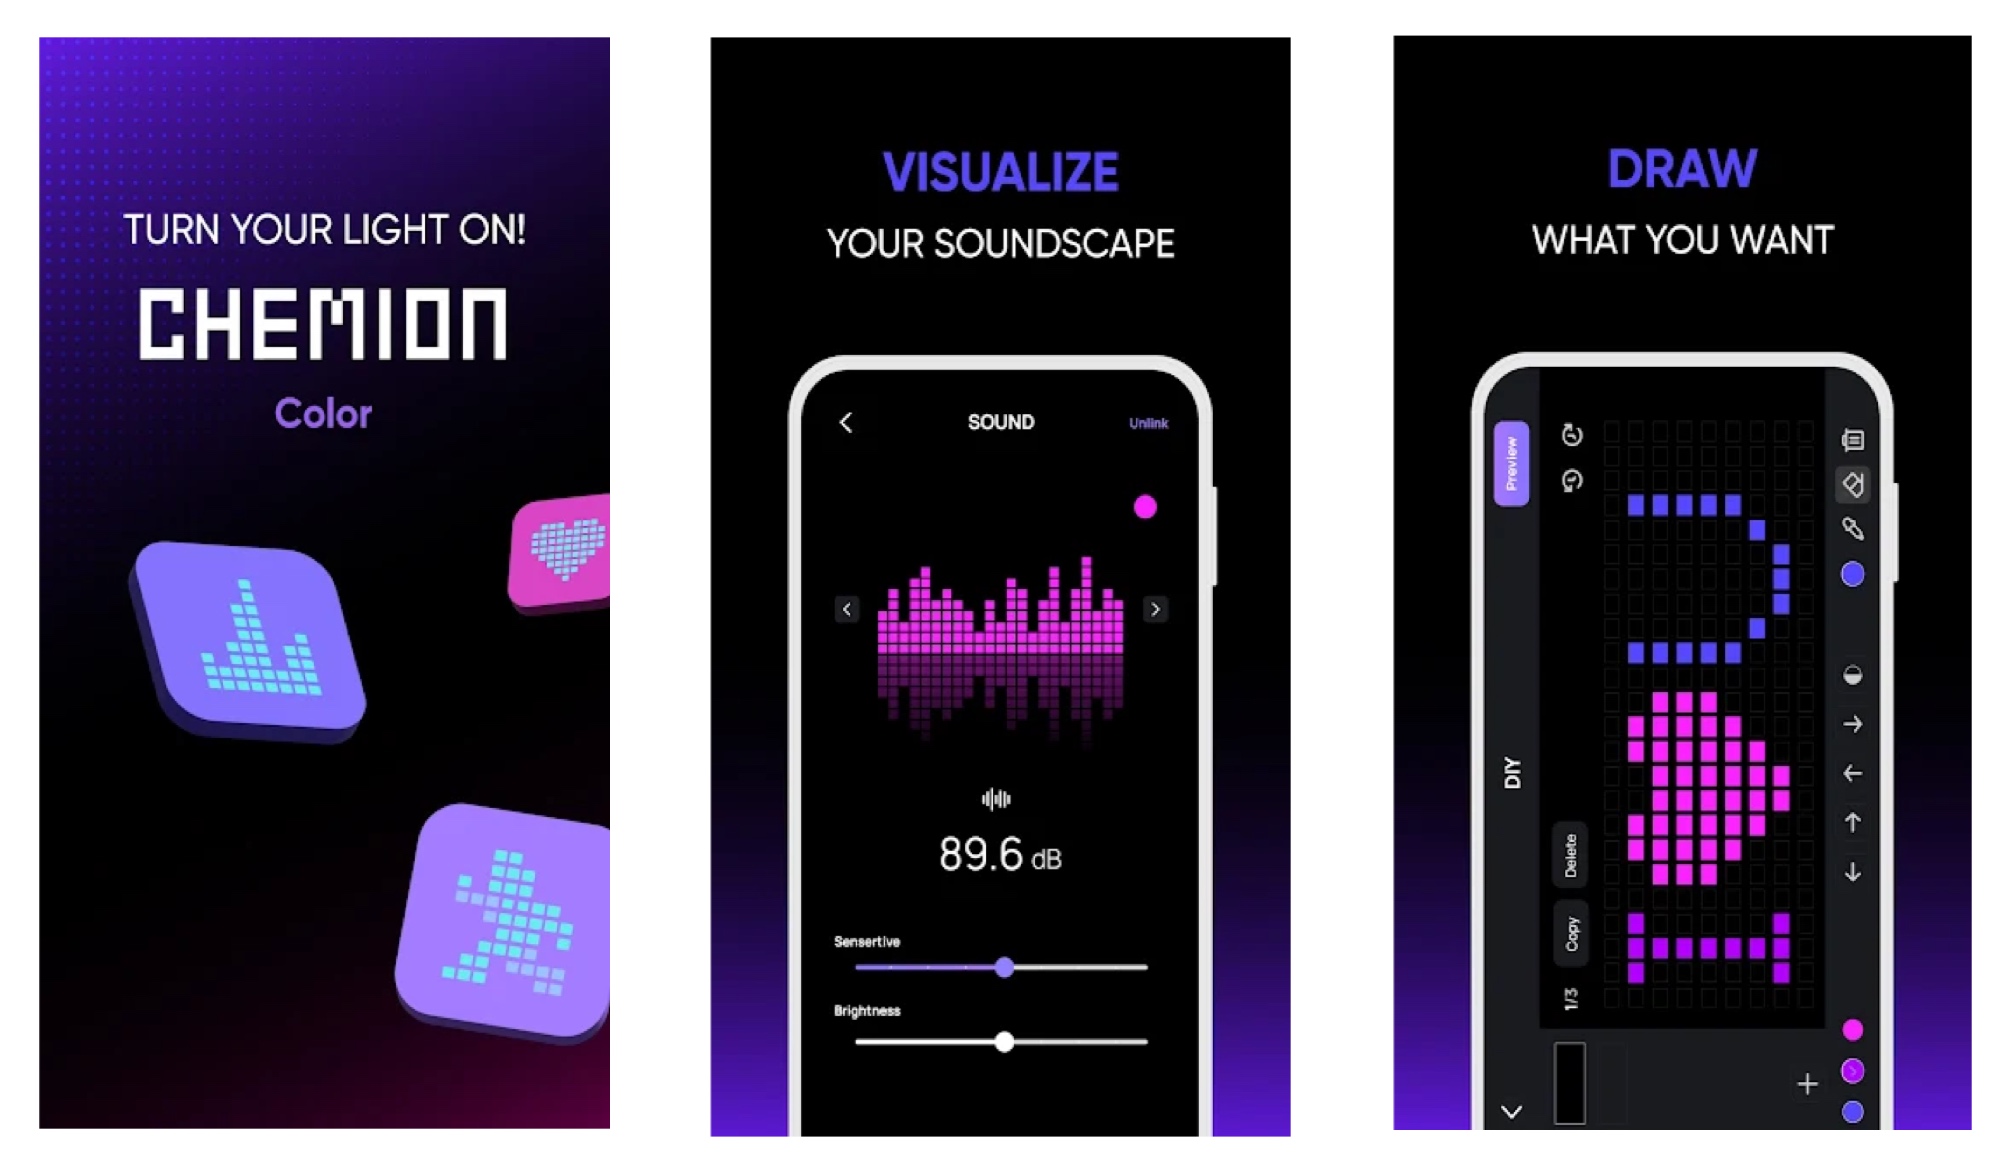 TURN YOUR LIGHT ON!
CHEMION
Color
VISUALIZE
YOUR SOUNDSCAPE
SOUND
Unlink
89.6 dB
Sensertive
Brightness
DRAW
WHAT YOU WANT
Preview
DIY
Delete
Copy
1/3
I U